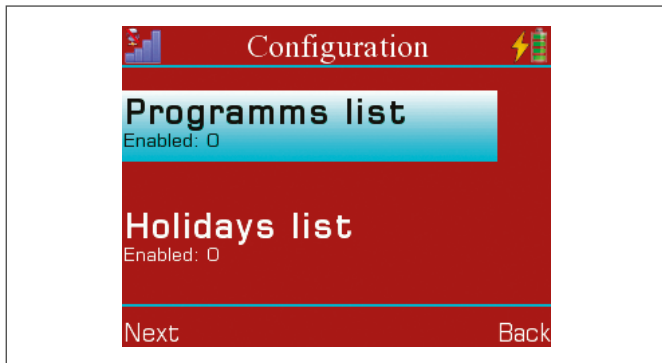 Configuration
Programms list
Enabled: 0
Holidays list
Enabled: 0
Next Back